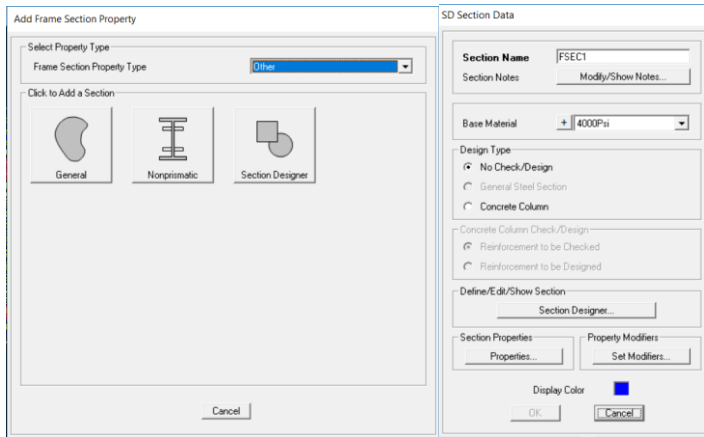 Add Frame Section Property
Select Property Type
Frame Section Property Type
Other
Click to Add a Section
General
Nonprismatic
Section Designer
Cancel
SD Section Data
Section Name
FSEC1
Section Notes
Modify/Show Notes...
Base Material
+
4000Psi
Design Type
No Check/Design
General Steel Section
Concrete Column
Concrete Column Check/Design
Reinforcement to be Checked
Reinforcement to be Designed
Define/Edit/Show Section
Section Designer...
Section Properties
Properties...
Property Modifiers
Set Modifiers...
Display Color
OK
Cancel